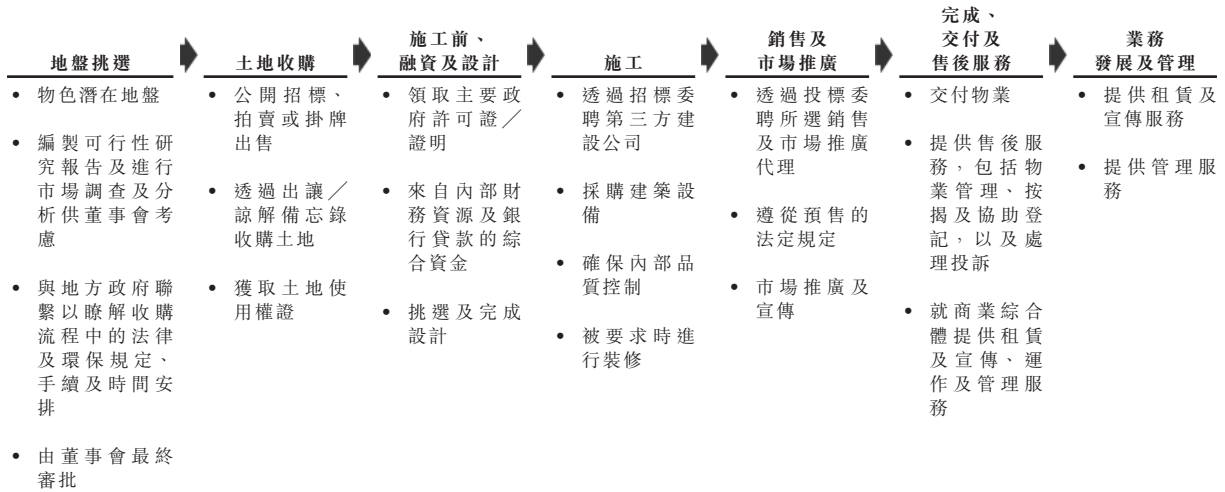 地盤挑選
• 物色潛在地盤
• 編製可行性研
究報告及進行
市場調查及分
析供董事會考
慮
• 與地方政府聯
繫以瞭解收購
流程中的法律
及環保規定、
手續及時間安
排
• 由董事會最終
審批
土地收購
• 公開招標、
拍賣或掛牌
出售
• 透過出讓／
諒解備忘錄
收購土地
• 獲取土地使
用權證
施工前、
融資及設計
• 領取主要政
府許可證／
證明
• 來自內部財
務資源及銀
行貸款的綜
合資金
• 挑選及完成
設計
施工
• 透過招標委
聘第三方建
設公司
• 採購建築設
備
• 確保內部品
質控制
• 被要求時進
行裝修
銷售及
市場推廣
• 透過投標委
聘所選銷售
及市場推廣
代理
• 遵從預售的
法定規定
• 市場推廣及
宣傳
完成、
交付及
售後服務
• 交付物業
• 提供售後服
務，包括物
業管理、按
揭及協助登
記，以及處
理投訴
• 就商業綜合
體提供租賃
及宣傳、運
作及管理服
務
業務
發展及管理
• 提供租賃及
宣傳服務
• 提供管理服
務